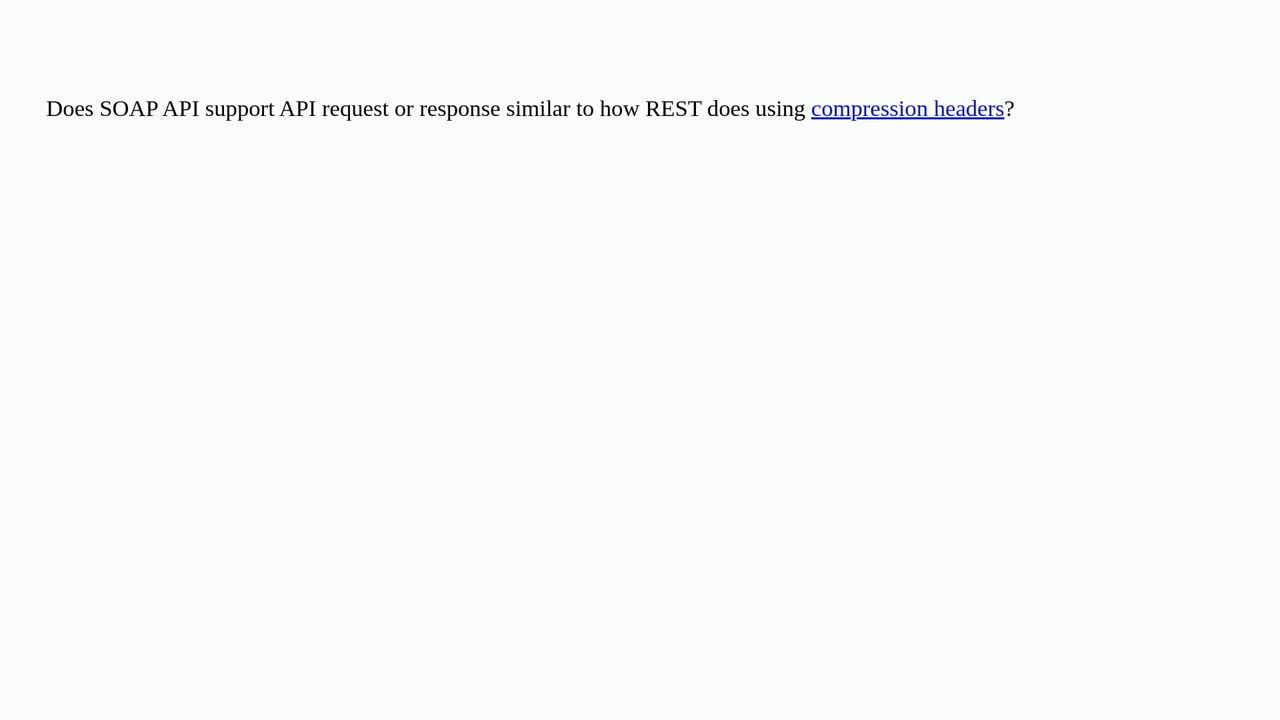 Does SOAP API support API request or response similar to how REST does using compression headers?